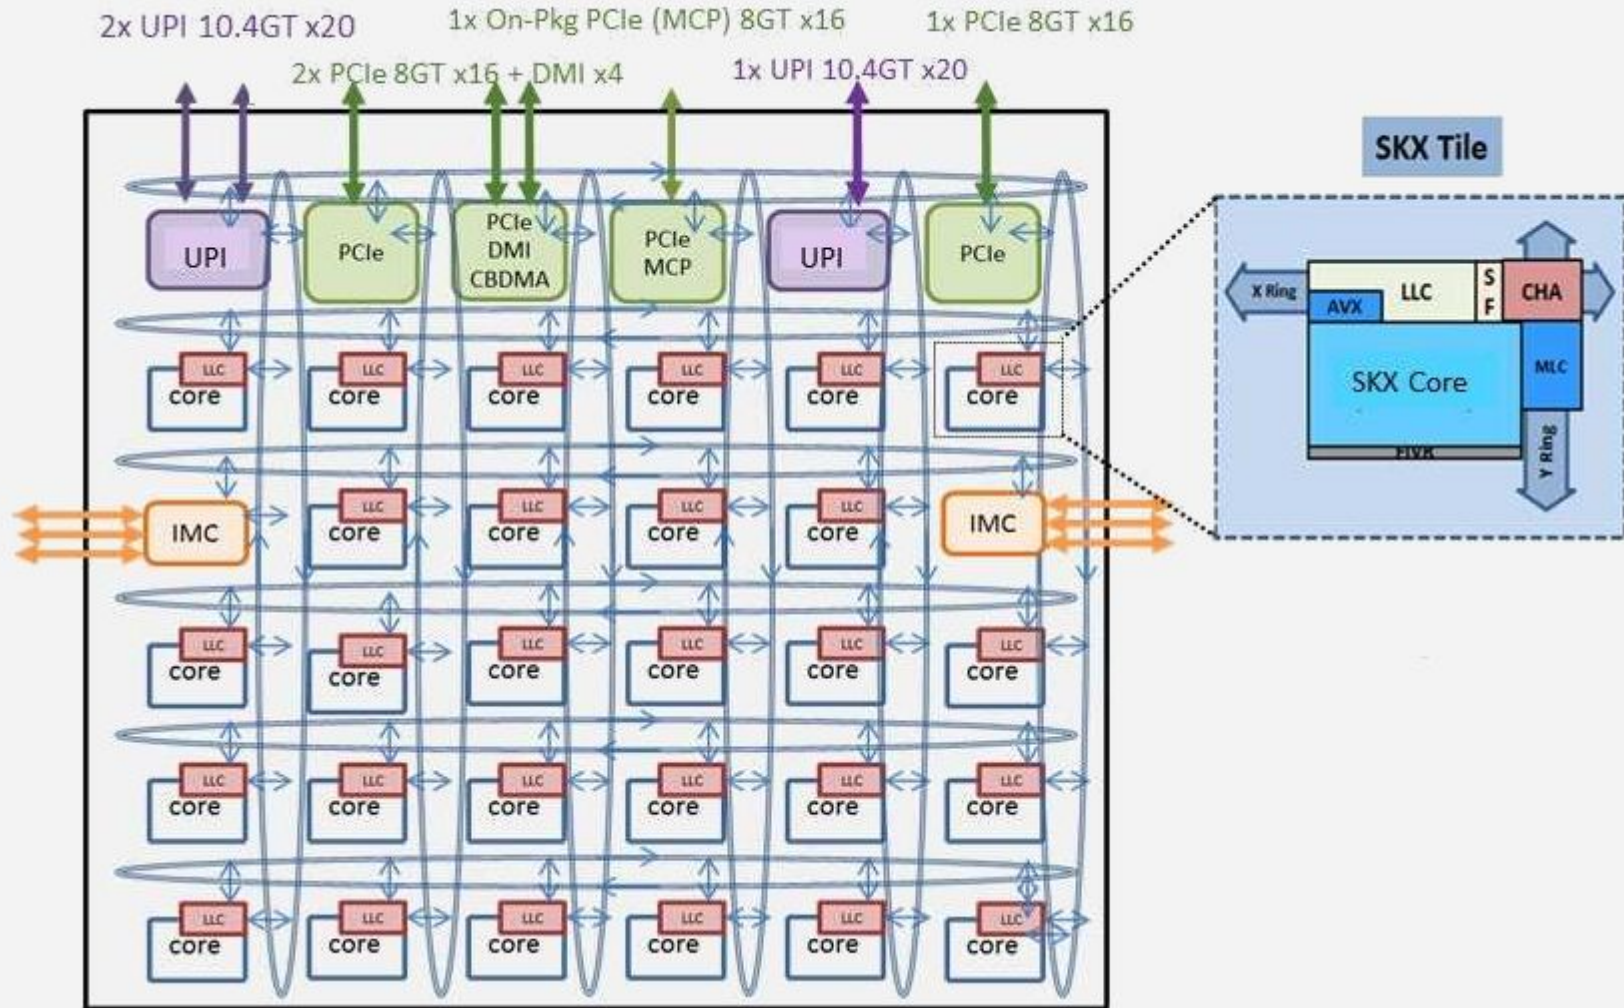 2x UPI 10.4GT x20
1x On-Pkg PCIe (MCP) 8GT x16
1x PCIe 8GT x16
2x PCIe 8GT x16 + DMI x4
1x UPI 10.4GT x20
SKX Tile
UPI
PCIe
PCIe
DMI
CBDMA
PCIe
MCP
UPI
PCIe
X Ring
AVX
LLC
S
F
CHA
SKX Core
MLC
FIVR
Y Ring
LLC
core
LLC
core
LLC
core
LLC
core
LLC
core
LLC
core
IMC
LLC
core
LLC
core
LLC
core
LLC
core
IMC
LLC
core
LLC
core
LLC
core
LLC
core
LLC
core
LLC
core
LLC
core
LLC
core
LLC
core
LLC
core
LLC
core
LLC
core
LLC
core
LLC
core
LLC
core
LLC
core
LLC
core
LLC
core